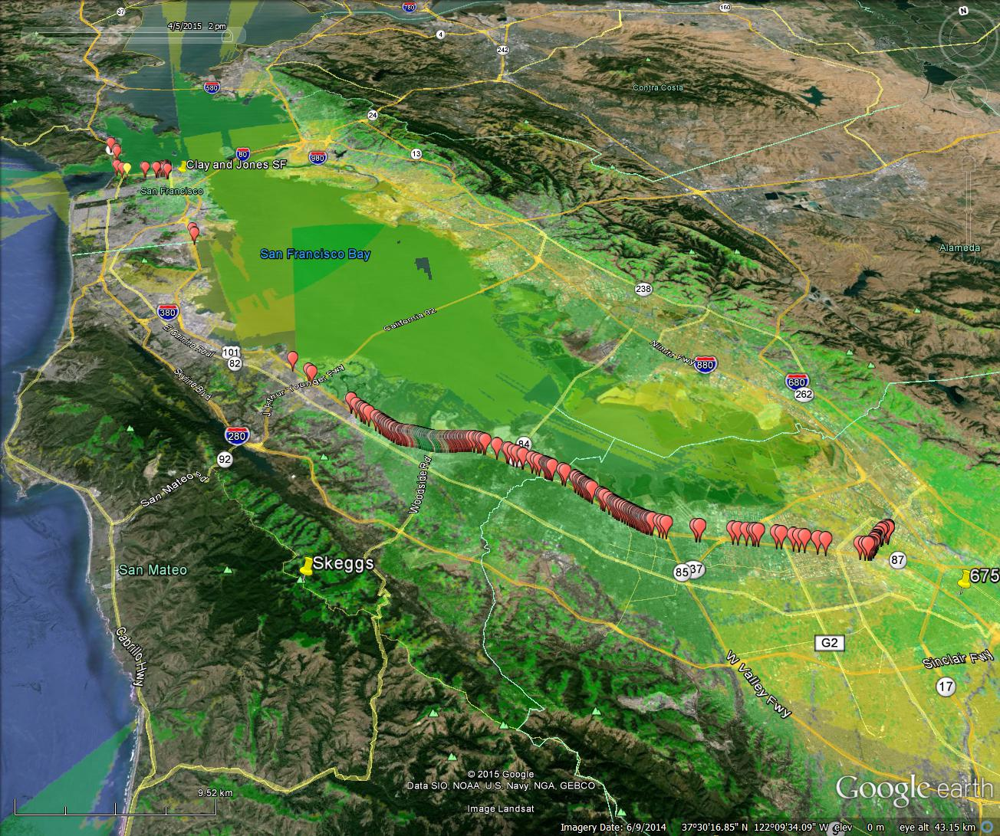 37
4/5/2015 2 pm
780
160
N
4
242
Contra Costa
580
24
80
980
13
Clay and Jones SF
San Francisco
San Francisco Bay
Alameda
238
380
California 92
El Camino Real
101
82
Skyline Blvd
J. Arthur Younger Fwy
Nimitz Fwy
880
680
262
280
92
84
San Mateo Rd
Woodside Rd
Skeggs
San Mateo
85
87
675
Cabrillo Hwy
G2
W Valley Fwy
Sinclair Fwy
17
© 2015 Google
Data SIO, NOAA, U.S. Navy, NGA, GEBCO
Image Landsat
Google earth
9.52 km
Imagery Date: 6/9/2014 37°30'16.85" N 122°09'34.09" W elev 0 m eye alt 43.15 km